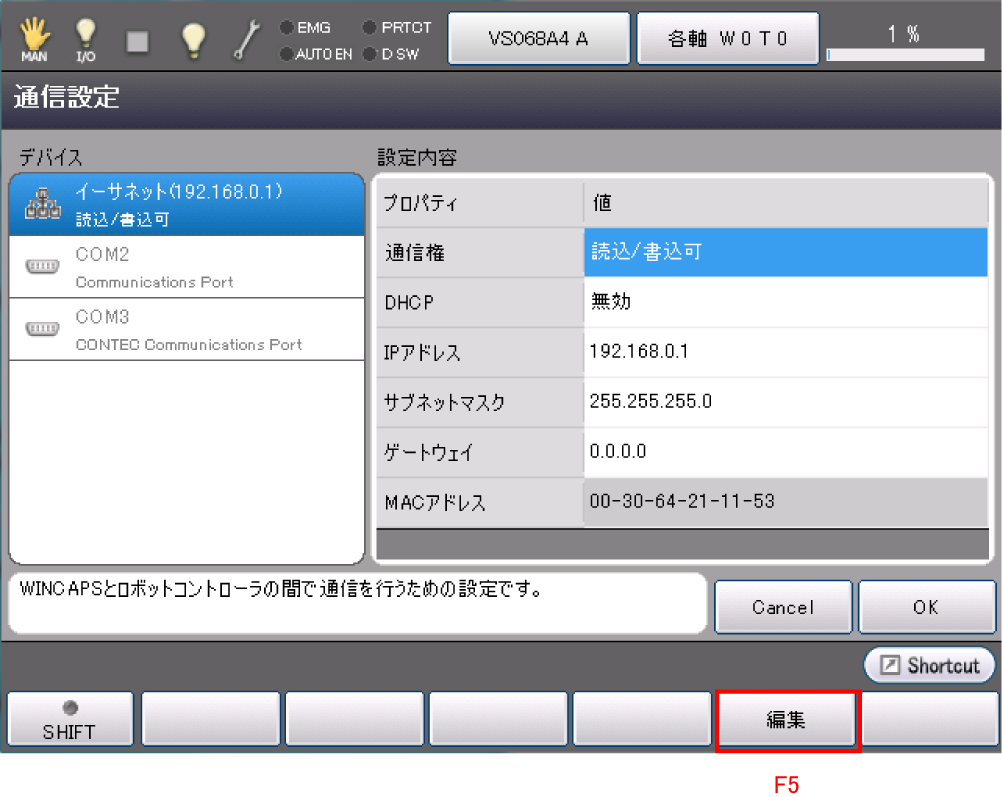 MAN
I/O
EMG
AUTO EN
PRTCT
D SW
VS068A4 A
各軸 W 0 T 0
1 %
通信設定
デバイス
イーサネット(192.168.0.1)
読込/書込可
COM2
Communications Port
COM3
CONTEC Communications Port
設定内容
プロパティ 値
通信権 読込/書込可
DHCP 無効
IPアドレス 192.168.0.1
サブネットマスク 255.255.255.0
ゲートウェイ 0.0.0.0
MACアドレス 00-30-64-21-11-53
WINCAPSとロボットコントローラの間で通信を行うための設定です。
Cancel
OK
Shortcut
SHIFT
編集
F5